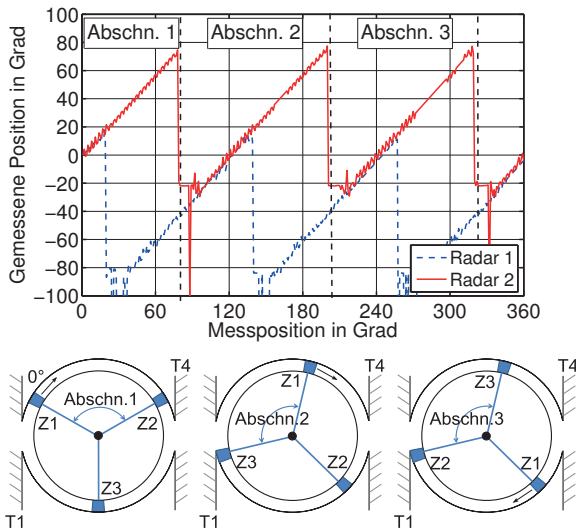 Gemessene Position in Grad
100
80
60
40
20
0
−20
−40
−60
−80
−100
Abschn. 1
Abschn. 2
Abschn. 3
Radar 1
Radar 2
0
60
120
180
240
300
360
Messposition in Grad
0°
T4
Abschn.1
Z1
Z2
Z3
T1
T4
Z1
Abschn.2
Z3
Z2
T4
Z3
Abschn.3
Z2
Z1
T1